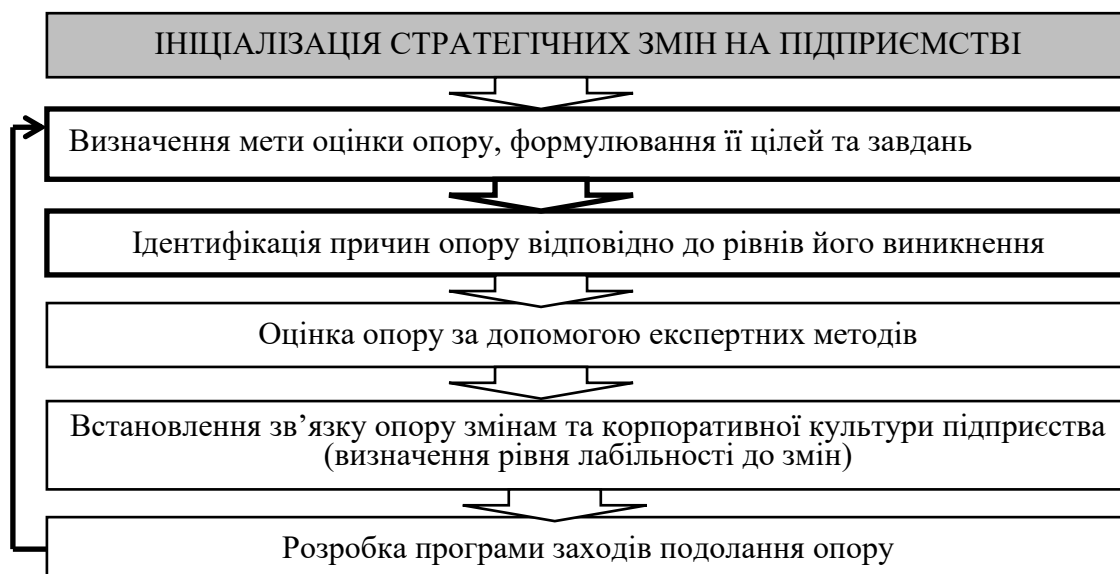 ІНІЦІАЛІЗАЦІЯ СТРАТЕГІЧНИХ ЗМІН НА ПІДПРИЄМСТВІ
Визначення мети оцінки опору, формулювання її цілей та завдань
Ідентифікація причин опору відповідно до рівнів його виникнення
Оцінка опору за допомогою експертних методів
Встановлення зв’язку опору змінам та корпоративної культури підприємства
(визначення рівня лабільності до змін)
Розробка програми заходів подолання опору